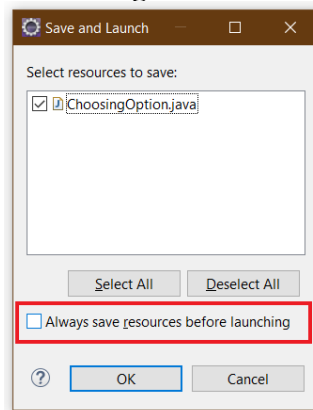 Save and Launch
Select resources to save:
ChoosingOption.java
Select All Deselect All
Always save resources before launching
? OK Cancel